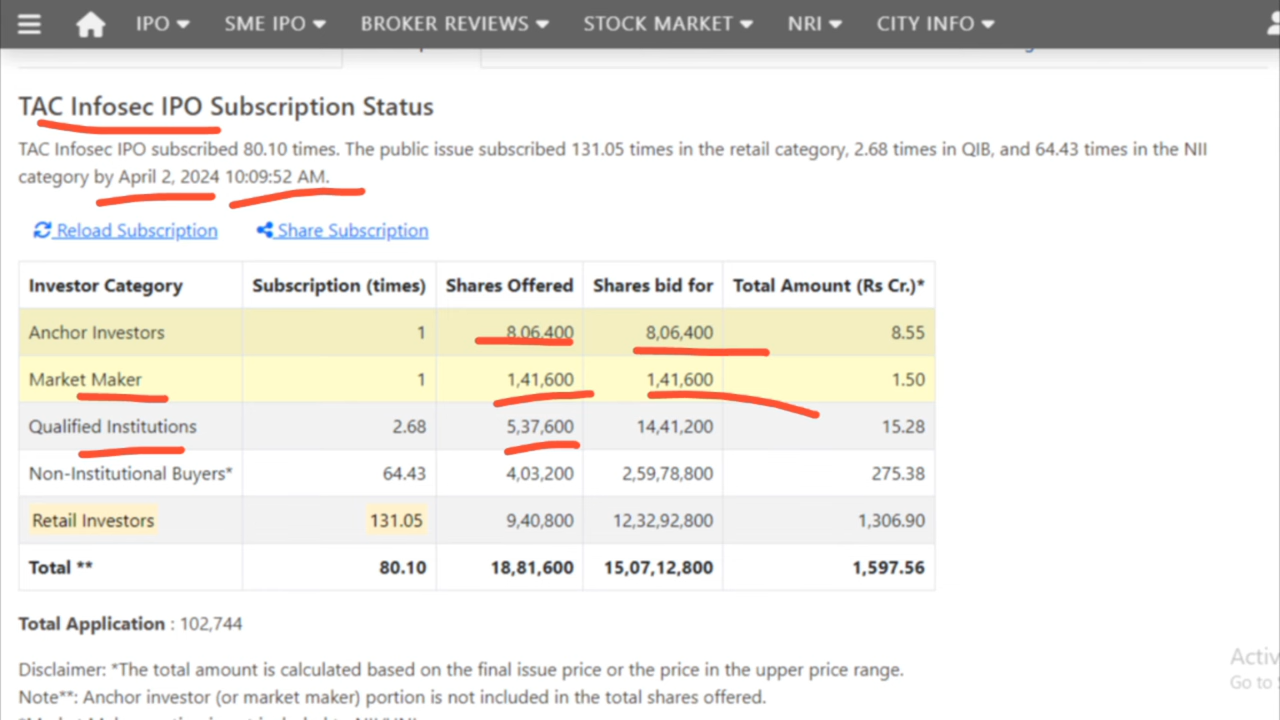 IPO SME IPO BROKER REVIEWS STOCK MARKET NRI CITY INFO
TAC Infosec IPO Subscription Status
TAC Infosec IPO subscribed 80.10 times. The public issue subscribed 131.05 times in the retail category, 2.68 times in QIB, and 64.43 times in the NII
category by April 2, 2024 10:09:52 AM.
Reload Subscription Share Subscription
Investor Category Subscription (times) Shares Offered Shares bid for Total Amount (Rs Cr.)*
Anchor Investors 1 8,06,400 8,06,400 8.55
Market Maker 1 1,41,600 1,41,600 1.50
Qualified Institutions 2.68 5,37,600 14,41,200 15.28
Non-Institutional Buyers* 64.43 4,03,200 2,59,78,800 275.38
Retail Investors 131.05 9,40,800 12,32,92,800 1,306.90
Total ** 80.10 18,81,600 15,07,12,800 1,597.56
Total Application : 102,744
Disclaimer: *The total amount is calculated based on the final issue price or the price in the upper price range.
Note**: Anchor investor (or market maker) portion is not included in the total shares offered.
Activ
Go to